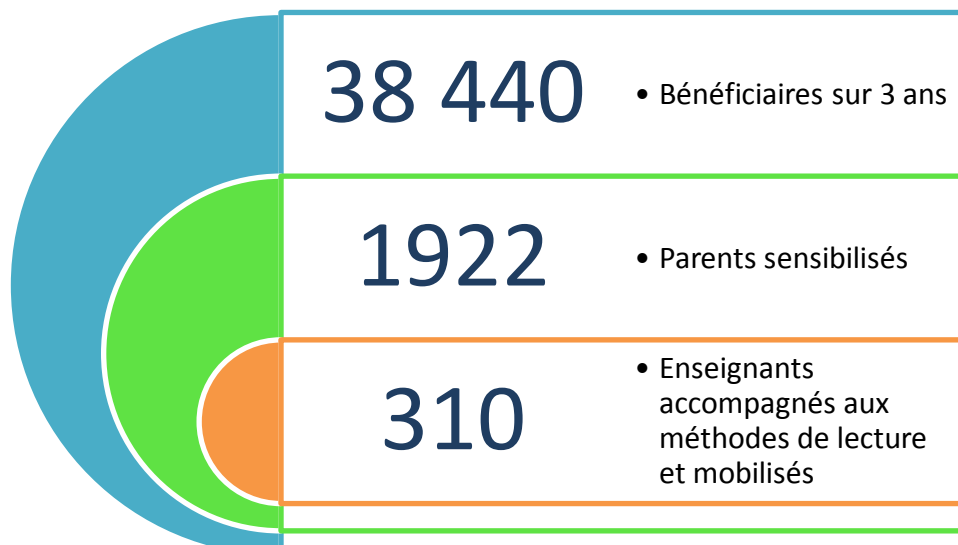 38 440
• Bénéficiaires sur 3 ans
1922
• Parents sensibilisés
310
• Enseignants
accompagnés aux
méthodes de lecture
et mobilisés